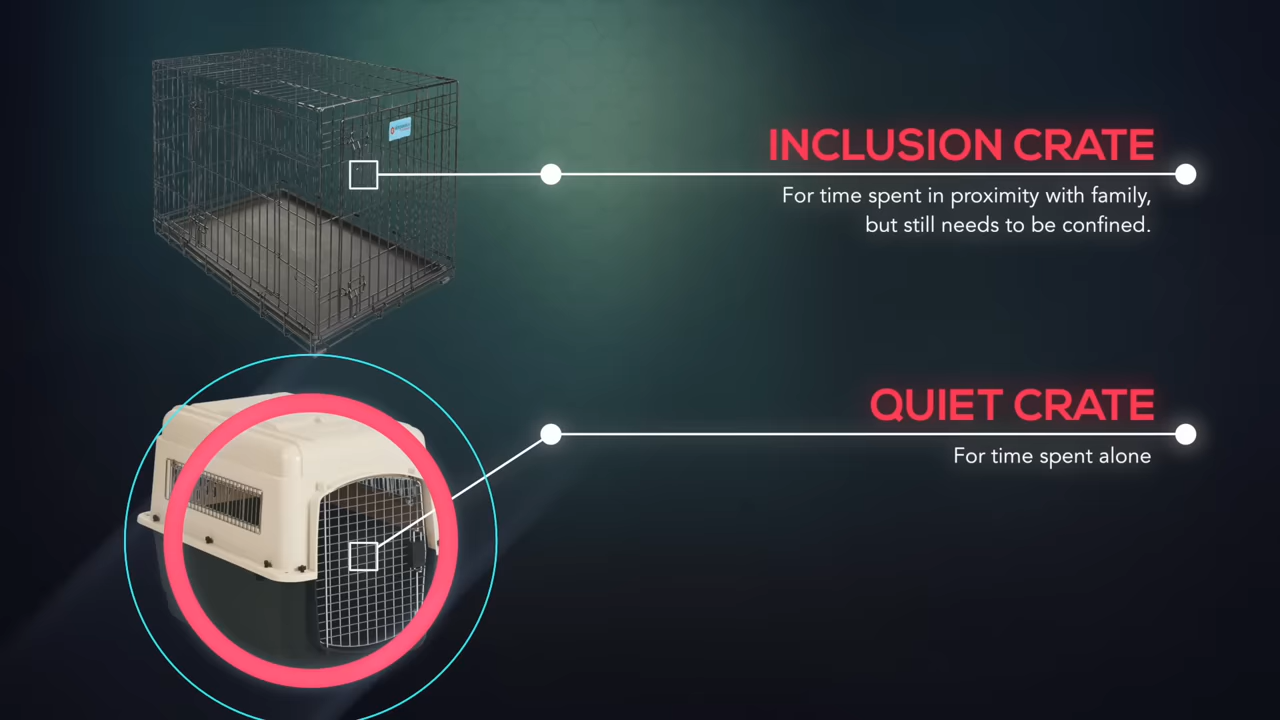 INCLUSION CRATE
For time spent in proximity with family,
but still needs to be confined.
QUIET CRATE
For time spent alone